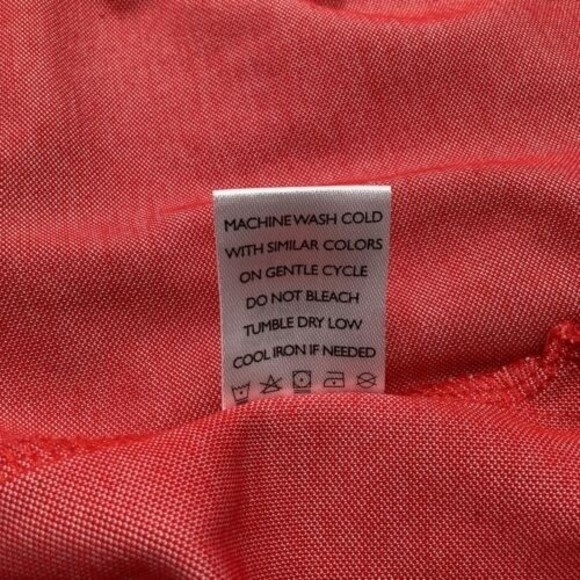 MACHINE WASH COLD
WITH SIMILAR COLORS
ON GENTLE CYCLE
DO NOT BLEACH
TUMBLE DRY LOW
COOL IRON IF NEEDED